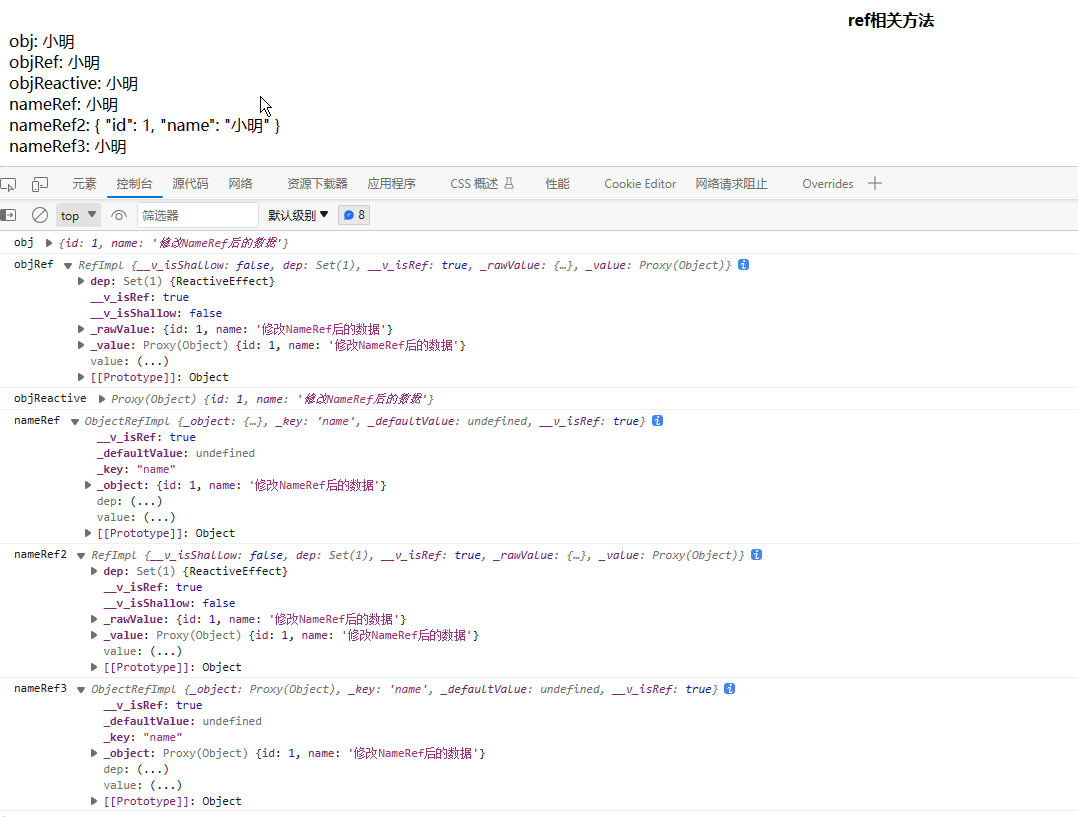 ref相关方法
obj: 小明
objRef: 小明
objReactive: 小明
nameRef: 小明
nameRef2: { "id": 1, "name": "小明" }
nameRef3: 小明
元素 控制台 源代码 网络 资源下载器 应用程序 CSS 概述 性能 Cookie Editor 网络请求阻止 Overrides
top 筛选器 默认级别 8
obj {id: 1, name: '修改NameRef后的数据'}
objRef RefImpl {__v_isShallow: false, dep: Set(1), __v_isRef: true, _rawValue: {…}, _value: Proxy(Object)}
dep: Set(1) {ReactiveEffect}
__v_isRef: true
__v_isShallow: false
_rawValue: {id: 1, name: '修改NameRef后的数据'}
_value: Proxy(Object) {id: 1, name: '修改NameRef后的数据'}
value: (...)
[[Prototype]]: Object
objReactive Proxy(Object) {id: 1, name: '修改NameRef后的数据'}
nameRef ObjectRefImpl {_object: {…}, _key: 'name', _defaultValue: undefined, __v_isRef: true}
__v_isRef: true
_defaultValue: undefined
_key: "name"
_object: {id: 1, name: '修改NameRef后的数据'}
dep: (...)
value: (...)
[[Prototype]]: Object
nameRef2 RefImpl {__v_isShallow: false, dep: Set(1), __v_isRef: true, _rawValue: {…}, _value: Proxy(Object)}
dep: Set(1) {ReactiveEffect}
__v_isRef: true
__v_isShallow: false
_rawValue: {id: 1, name: '修改NameRef后的数据'}
_value: Proxy(Object) {id: 1, name: '修改NameRef后的数据'}
value: (...)
[[Prototype]]: Object
nameRef3 ObjectRefImpl {_object: Proxy(Object), _key: 'name', _defaultValue: undefined, __v_isRef: true}
__v_isRef: true
_defaultValue: undefined
_key: "name"
_object: Proxy(Object) {id: 1, name: '修改NameRef后的数据'}
dep: (...)
value: (...)
[[Prototype]]: Object